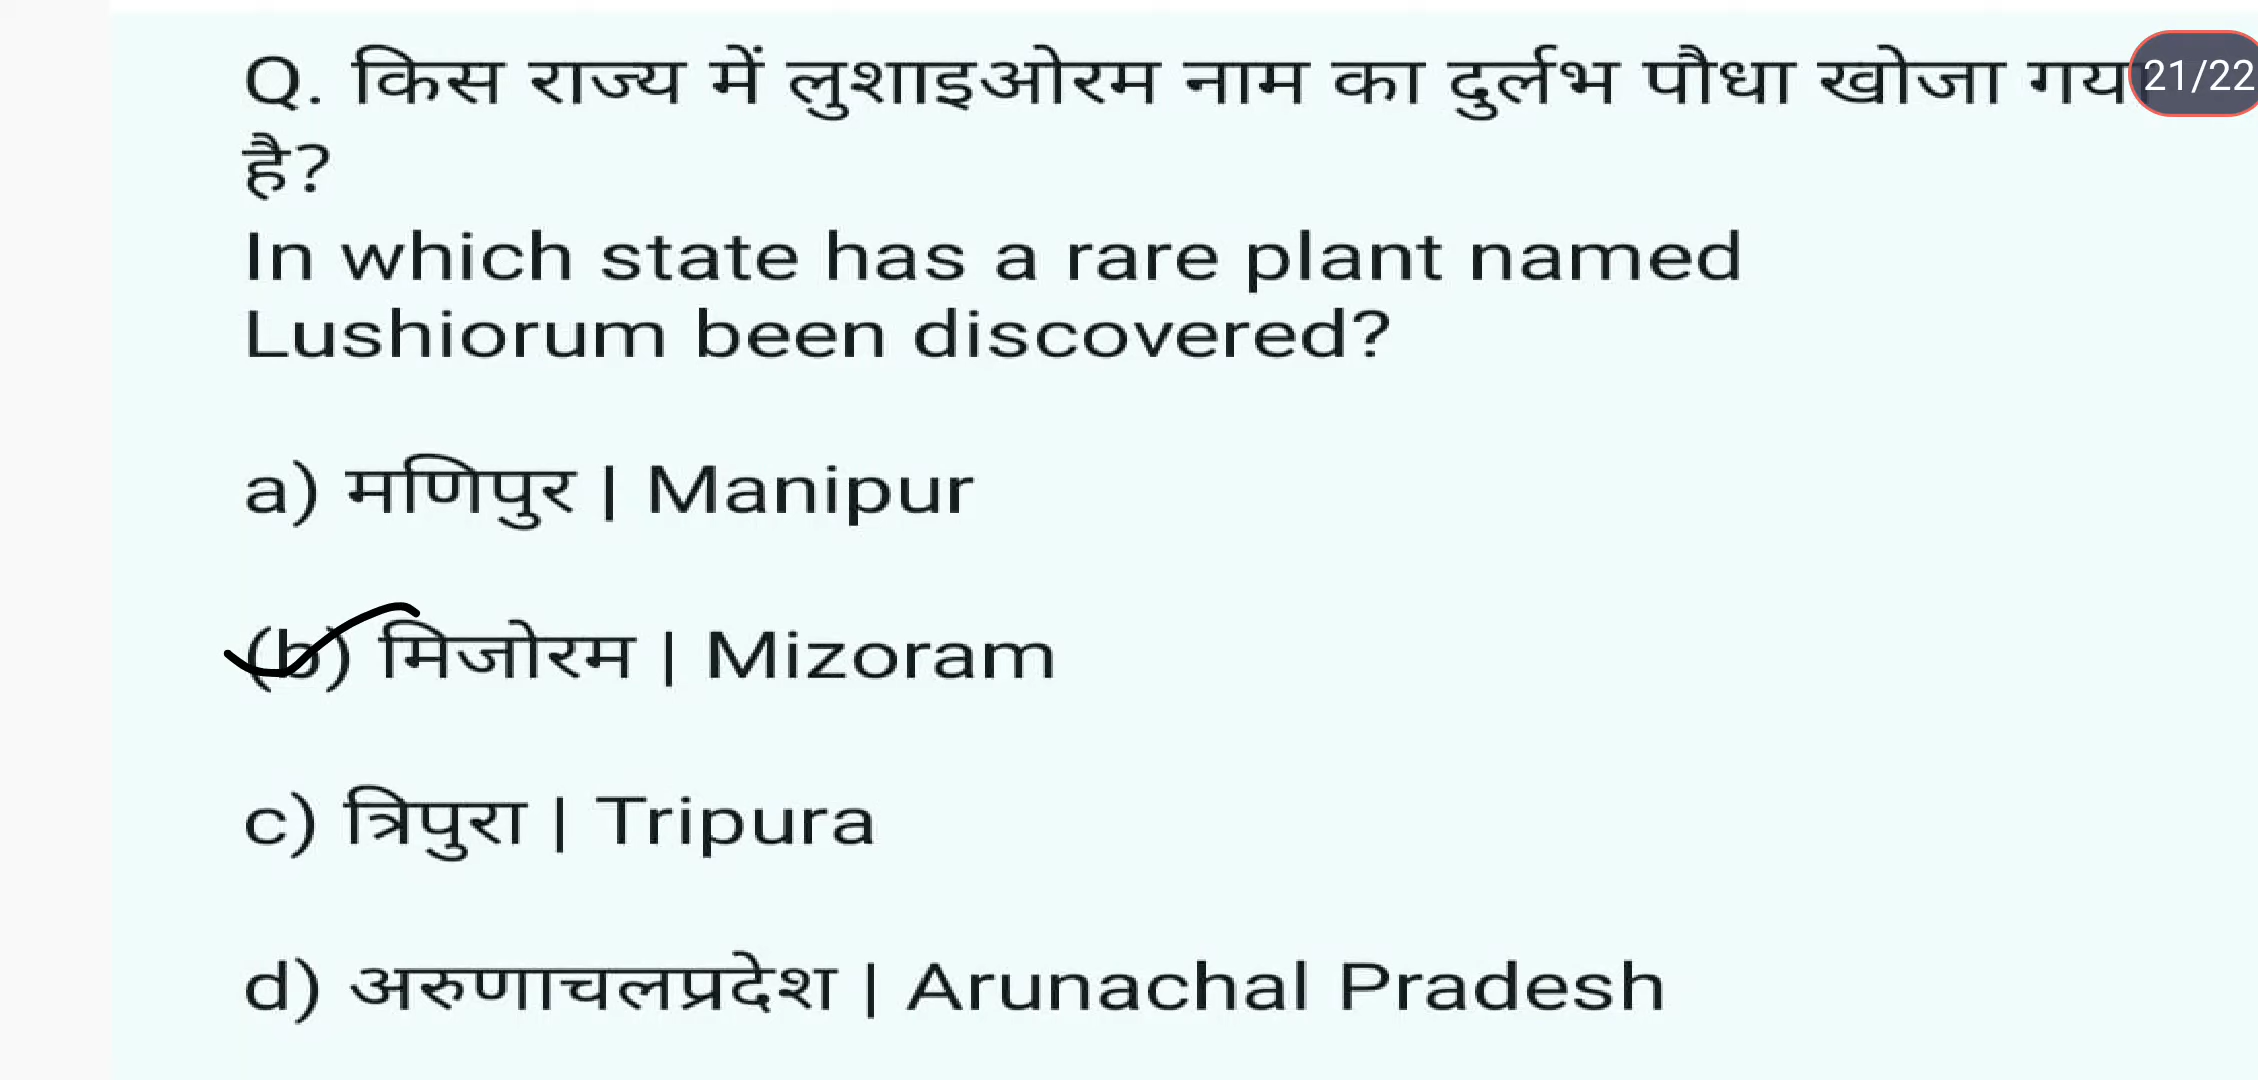 Q. किस राज्य में लुशाइओरम नाम का दुर्लभ पौधा खोजा गया 21/22
है?
In which state has a rare plant named
Lushiorum been discovered?
a) मणिपुर | Manipur
(b) मिजोरम | Mizoram
c) त्रिपुरा | Tripura
d) अरुणाचलप्रदेश | Arunachal Pradesh